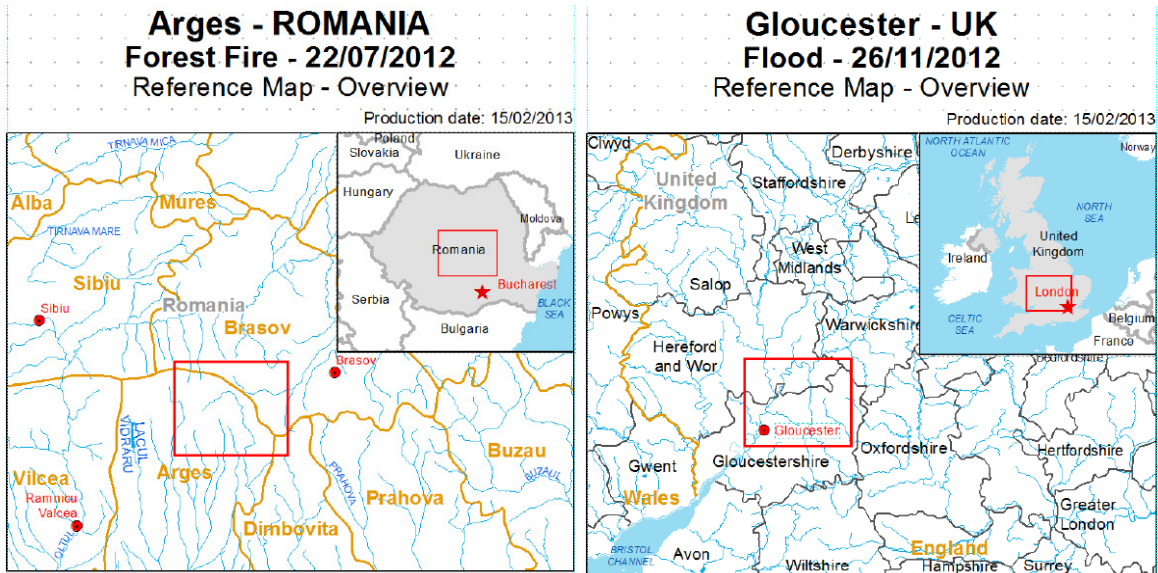 Arges - ROMANIA
Forest Fire - 22/07/2012
Reference Map - Overview
Production date: 15/02/2013
TIRNAVA MICA
Alba
Mures
TIRNAVA MARE
Sibiu
Romania
Sibiu
Brasov
Brasov
LACUL
VIDRARU
Vilcea
Arges
Ramnicu
Valcea
OLTUL
PRAHOVA
Prahova
Dimbovita
Buzau
BUZAUL
Poland
Slovakia
Ukraine
Hungary
Moldova
Romania
Bucharest
Serbia
BLACK
SEA
Bulgaria
Gloucester - UK
Flood - 26/11/2012
Reference Map - Overview
Production date: 15/02/2013
Clwyd
Derbyshire
United
Kingdom
Staffordshire
Le
West
Midlands
Salop
Powys
Warwickshire
Hereford
and Wor
Bedfordshire
Gloucester
Gwent
Gloucestershire
Oxfordshire
Hertfordshire
Wales
Greater
London
BRISTOL
CHANNEL
Avon
England
Wiltshire
Hampshire
Surrey
NORTH ATLANTIC
OCEAN
Norway
NORTH
SEA
United
Kingdom
Ireland
London
CELTIC
SEA
Belgium
France